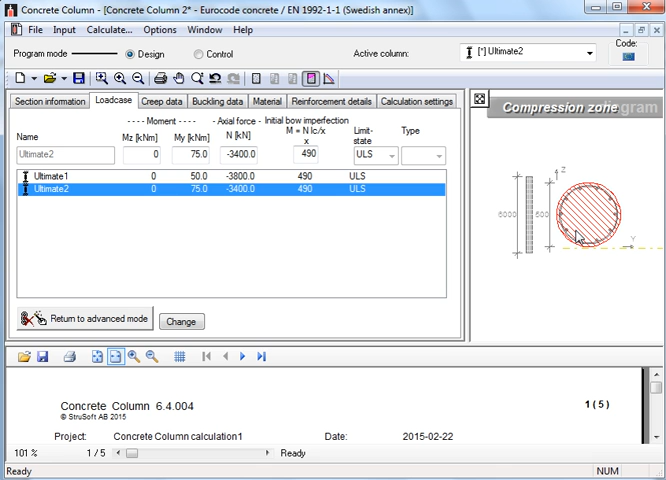 Concrete Column - [Concrete Column 2* - Eurocode concrete / EN 1992-1-1 (Swedish annex)]
File Input Calculate... Options Window Help
Program mode Design Control Active column: [*] Ultimate2 Code:
Section information Loadcase Creep data Buckling data Material Reinforcement details Calculation settings
---- Moment ---- - Axial force - Initial bow imperfection
Name Mz [kNm] My [kNm] N [kN] M = N lc/x Limit- Type
x state
Ultimate2 0 75.0 -3400.0 490 ULS
Ultimate1 0 50.0 -3800.0 490 ULS
Ultimate2 0 75.0 -3400.0 490 ULS
Return to advanced mode Change
Compression zone diagram
Z
6000 500
Y
Concrete Column 6.4.004 1 ( 5 )
© StruSoft AB 2015
Project: Concrete Column calculation1 Date: 2015-02-22
101 % 1 / 5 Ready
Ready NUM